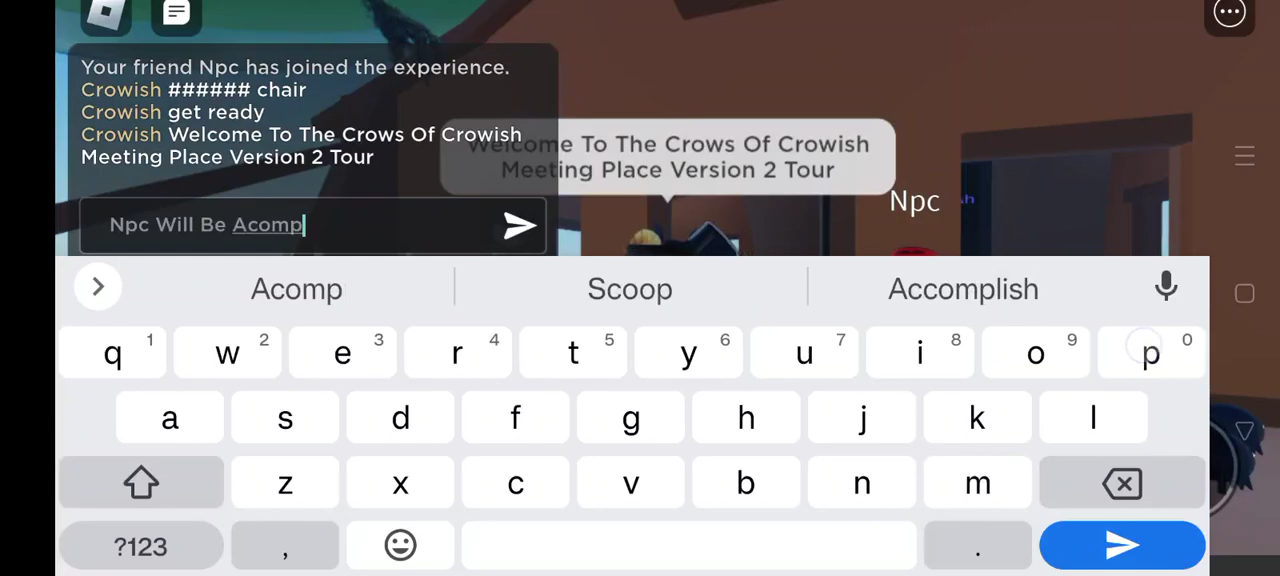 Your friend Npc has joined the experience.
Crowish ###### chair
Crowish get ready
Crowish Welcome To The Crows Of Crowish
Meeting Place Version 2 Tour
Welcome To The Crows Of Crowish
Meeting Place Version 2 Tour
Npc
Npc Will Be Acomp
Acomp Scoop Accomplish
q 1 w 2 e 3 r 4 t 5 y 6 u 7 i 8 o 9 p 0
a s d f g h j k l
z x c v b n m
?123 , .